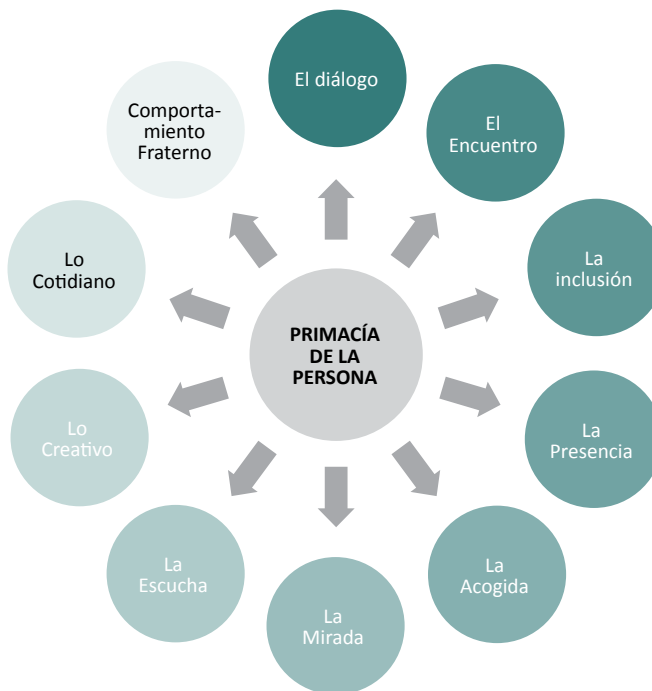 El diálogo
El
Encuentro
La
inclusión
La
Presencia
La
Acogida
La
Mirada
La
Escucha
Lo
Creativo
Lo
Cotidiano
Comporta-
miento
Fraterno
PRIMACÍA
DE LA
PERSONA